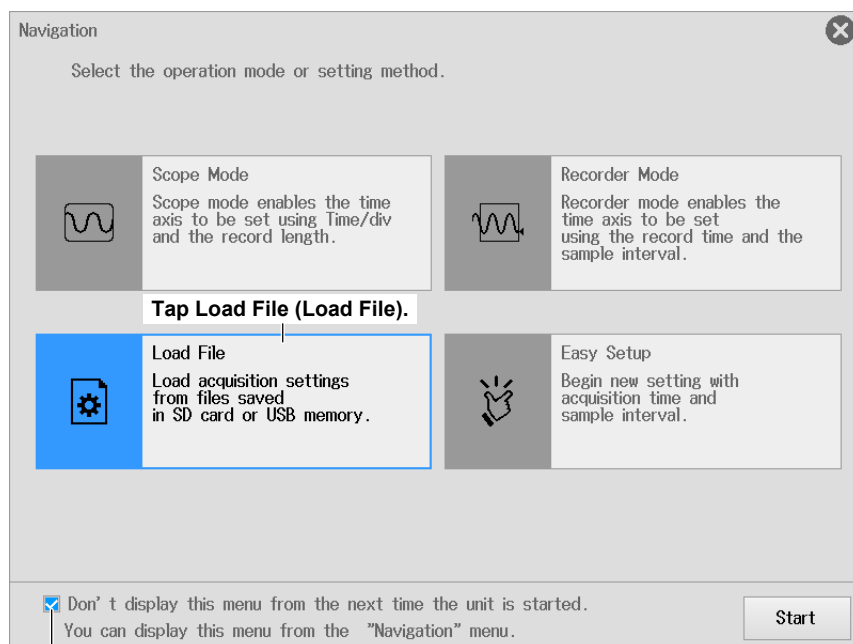 Navigation
Select the operation mode or setting method.
Scope Mode
Scope mode enables the time
axis to be set using Time/div
and the record length.
Recorder Mode
Recorder mode enables the
time axis to be set
using the record time and the
sample interval.
Tap Load File (Load File).
Load File
Load acquisition settings
from files saved
in SD card or USB memory.
Easy Setup
Begin new setting with
acquisition time and
sample interval.
Don't display this menu from the next time the unit is started.
You can display this menu from the "Navigation" menu.
Start